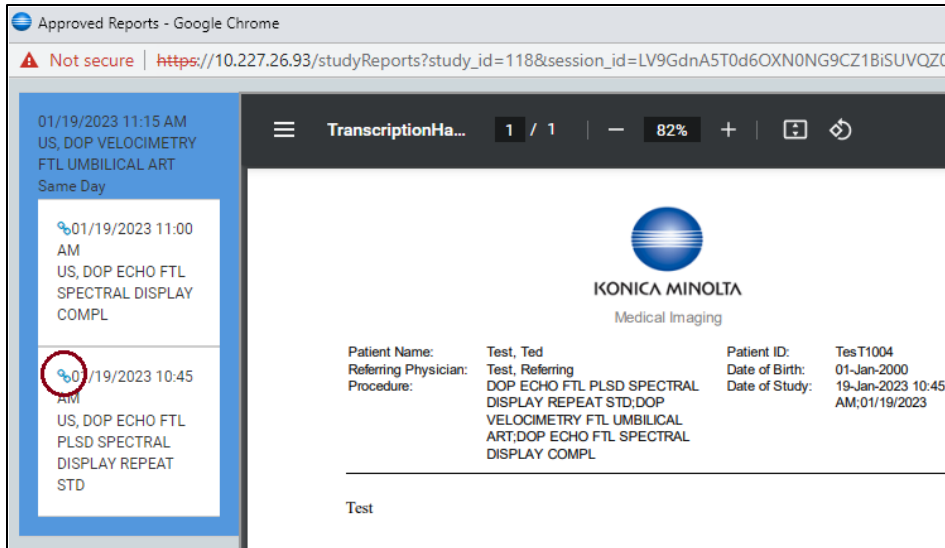 Approved Reports - Google Chrome
Not secure | https://10.227.26.93/studyReports?study_id=118&session_id=LV9GdnA5T0d6OXN0NG9CZ1BiSUVQZ0
01/19/2023 11:15 AM
US, DOP VELOCIMETRY
FTL UMBILICAL ART
Same Day
01/19/2023 11:00
AM
US, DOP ECHO FTL
SPECTRAL DISPLAY
COMPL
01/19/2023 10:45
AM
US, DOP ECHO FTL
PLSD SPECTRAL
DISPLAY REPEAT
STD
TranscriptionHa... 1 / 1 82%
KONICA MINOLTA
Medical Imaging
Patient Name: Test, Ted Patient ID: TesT1004
Referring Physician: Test, Referring Date of Birth: 01-Jan-2000
Procedure: DOP ECHO FTL PLSD SPECTRAL Date of Study: 19-Jan-2023 10:45
DISPLAY REPEAT STD;DOP AM;01/19/2023
VELOCIMETRY FTL UMBILICAL
ART;DOP ECHO FTL SPECTRAL
DISPLAY COMPL
Test